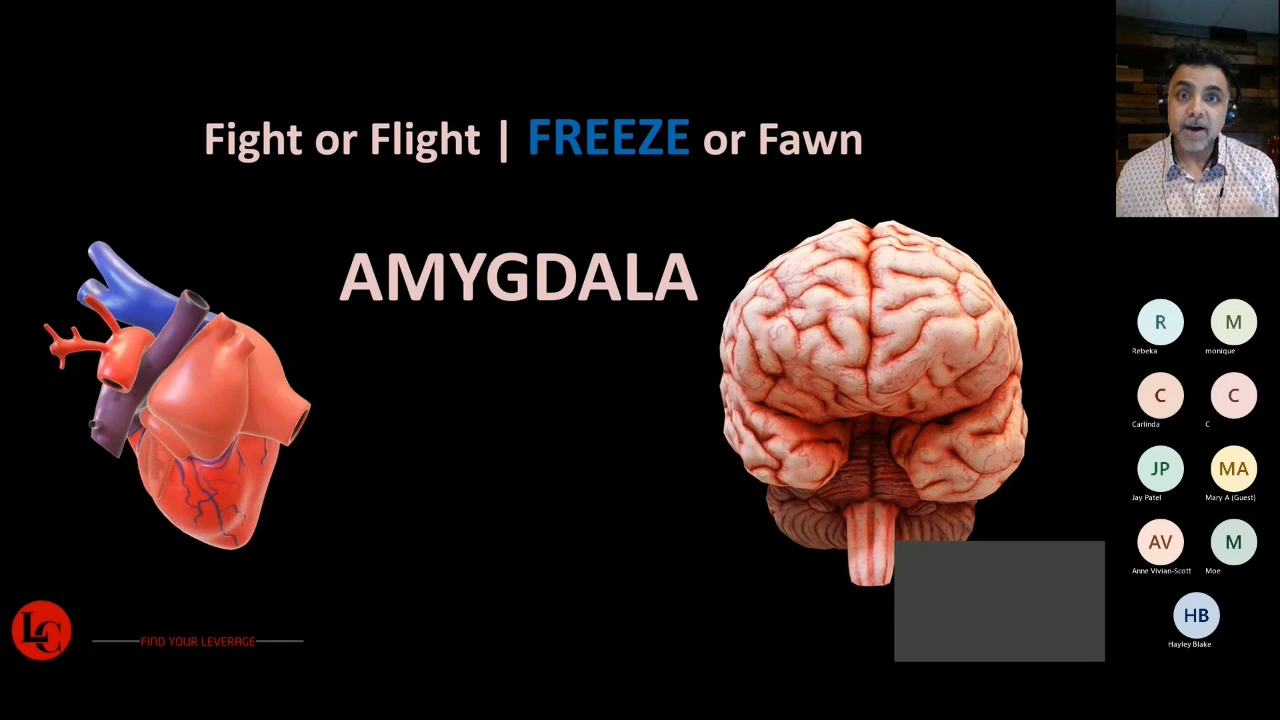 Fight or Flight | FREEZE or Fawn
AMYGDALA
LC
FIND YOUR LEVERAGE
R
M
Rebeka
monique
C
C
Carlinda
C
JP
MA
Jay Patel
Mary A (Guest)
AV
M
Anne Vivian-Scott
Moe
HB
Hayley Blake